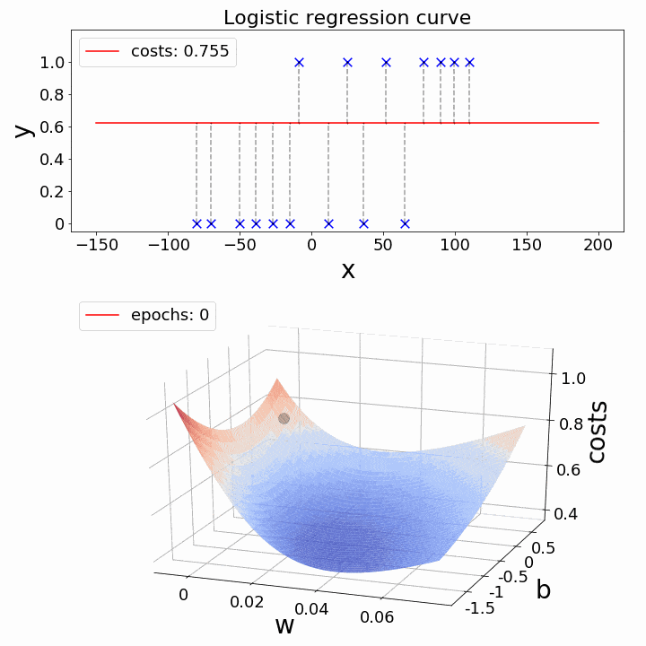 Logistic regression curve
costs: 0.755
1.0
0.8
0.6
0.4
0.2
0
y
−150 −100 −50 0 50 100 150 200
x
epochs: 0
1.0
0.8
0.6
0.4
costs
0.5
0
-0.5
-1
-1.5
b
0 0.02 0.04 0.06
w